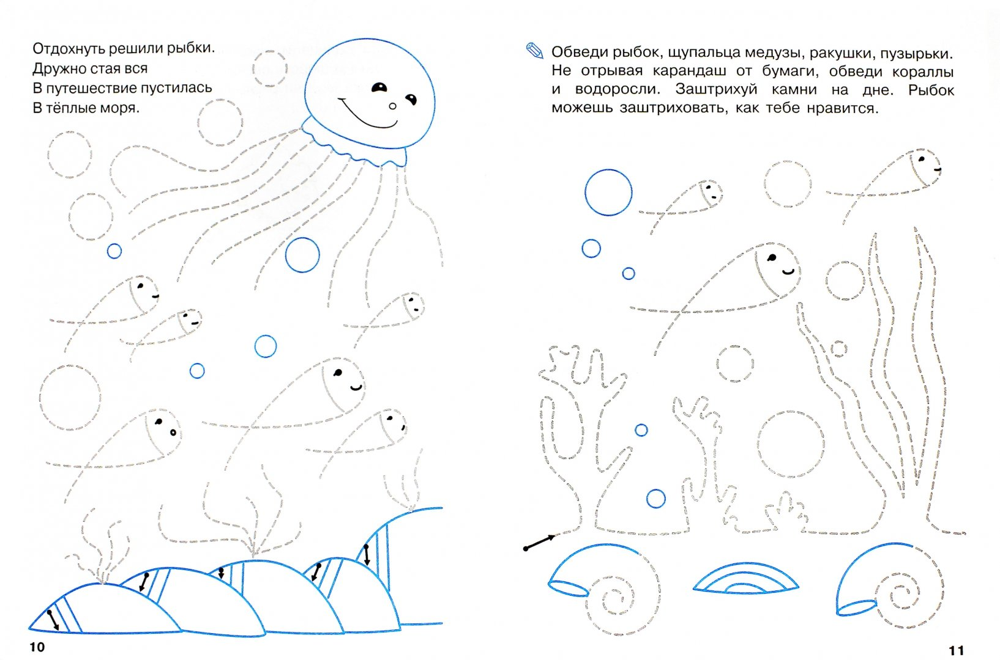 Отдохнуть решили рыбки.
Дружно стая вся
В путешествие пустилась
В тёплые моря.
Обведи рыбок, щупальца медузы, ракушки, пузырьки.
Не отрывая карандаш от бумаги, обведи кораллы
и водоросли. Заштрихуй камни на дне. Рыбок
можешь заштриховать, как тебе нравится.
10
11